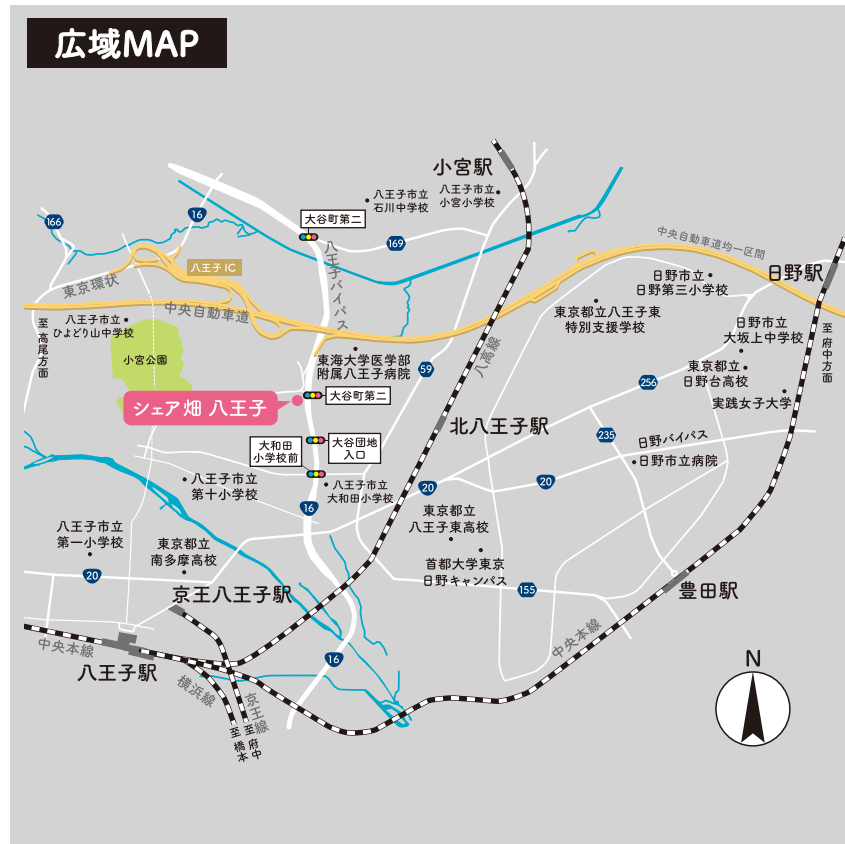 広域MAP
小宮駅
八王子市立
石川中学校
八王子市立
小宮小学校
大谷町第二
166
16
169
八王子バイパス
中央自動車道均一区間
八王子IC
東京環状
中央自動車道
日野市立
日野第三小学校
日野駅
至高尾方面
八王子市立
ひよどり山中学校
小宮公園
東京都立八王子東
特別支援学校
日野市立
大坂上中学校
至府中方面
東海大学医学部
付属八王子病院
59
八高線
256
東京都立
日野台高校
実践女子大学
シェア畑 八王子
大谷町第二
北八王子駅
235
日野バイパス
日野市立病院
大和田
小学校前
大谷団地
入口
八王子市立
第十小学校
八王子市立
大和田小学校
20
20
16
東京都立
八王子東高校
八王子市立
第一小学校
東京都立
南多摩高校
首都大学東京
日野キャンパス
20
155
京王八王子駅
豊田駅
中央本線
八王子駅
16
中央本線
横浜線
京王線
至橋本
至府中
N